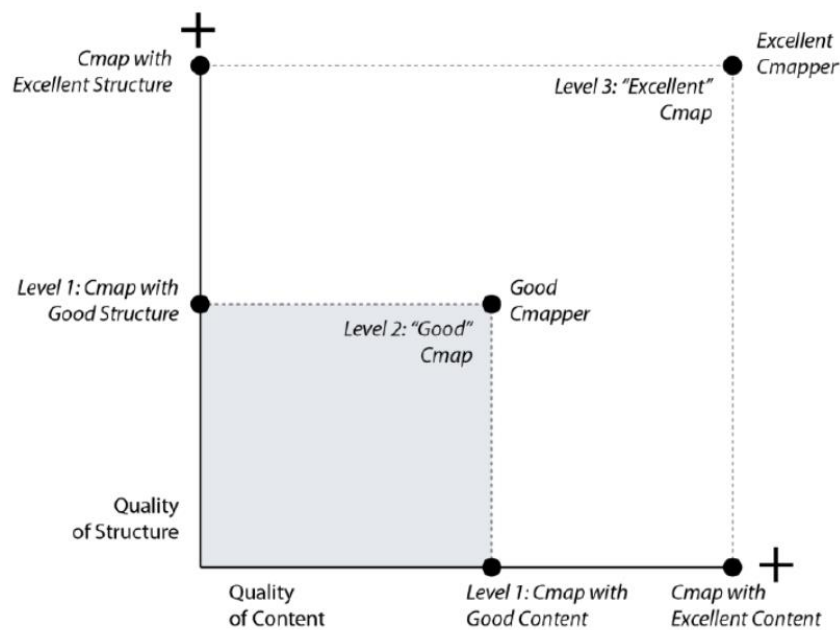 +
Cmap with
Excellent Structure
Excellent
Cmapper
Level 3: “Excellent”
Cmap
Level 1: Cmap with
Good Structure
Good
Cmapper
Level 2: “Good”
Cmap
Quality
of Structure
+
Quality
of Content
Level 1: Cmap with
Good Content
Cmap with
Excellent Content